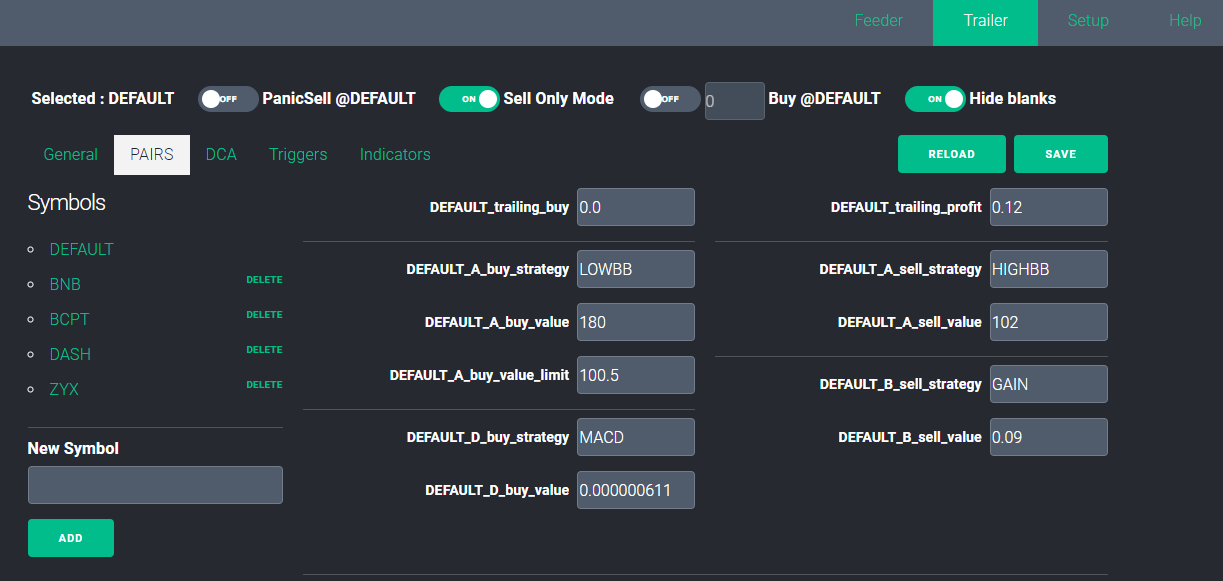 Feeder Trailer Setup Help
Selected : DEFAULT OFF PanicSell @DEFAULT ON Sell Only Mode OFF 0 Buy @DEFAULT ON Hide blanks
General PAIRS DCA Triggers Indicators RELOAD SAVE
Symbols
DEFAULT
BNB DELETE
BCPT DELETE
DASH DELETE
ZYX DELETE
New Symbol
ADD
DEFAULT_trailing_buy 0.0
DEFAULT_A_buy_strategy LOWBB
DEFAULT_A_buy_value 180
DEFAULT_A_buy_value_limit 100.5
DEFAULT_D_buy_strategy MACD
DEFAULT_D_buy_value 0.000000611
DEFAULT_trailing_profit 0.12
DEFAULT_A_sell_strategy HIGHBB
DEFAULT_A_sell_value 102
DEFAULT_B_sell_strategy GAIN
DEFAULT_B_sell_value 0.09